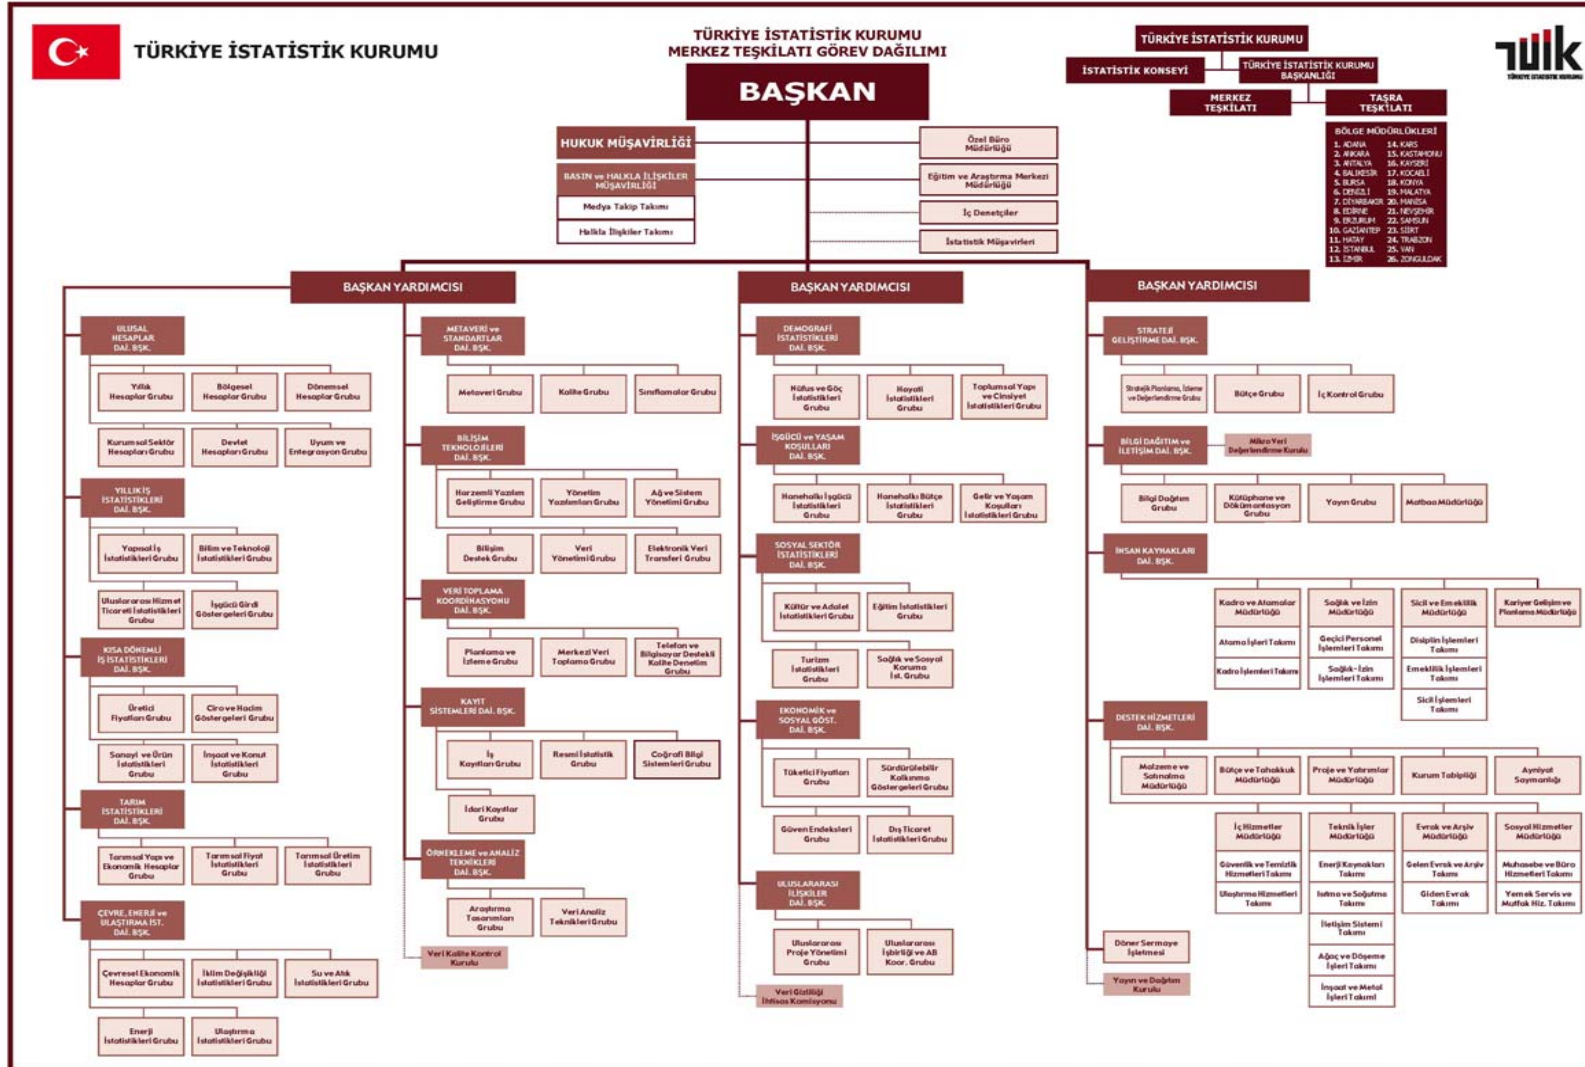 TÜRKİYE İSTATİSTİK KURUMU
TÜRKİYE İSTATİSTİK KURUMU
MERKEZ TEŞKİLATI GÖREV DAĞILIMI
BAŞKAN
TÜRKİYE İSTATİSTİK KURUMU
İSTATİSTİK KONSEYİ
TÜRKİYE İSTATİSTİK KURUMU
BAŞKANLIĞI
MERKEZ
TEŞKİLATI
TAŞRA
TEŞKİLATI
TÜİK
TÜRKİYE İSTATİSTİK KURUMU
BÖLGE MÜDÜRLÜKLERİ
1. ADANA
2. ANKARA
3. ANTALYA
4. BALIKESİR
5. BURSA
6. DENİZLİ
7. DİYARBAKIR
8. EDİRNE
9. ERZURUM
10. GAZİANTEP
11. HATAY
12. İSTANBUL
13. İZMİR
14. KARS
15. KASTAMONU
16. KAYSERİ
17. KOCAELİ
18. KONYA
19. MALATYA
20. MANİSA
21. NEVŞEHİR
22. SAMSUN
23. SİİRT
24. TRABZON
25. VAN
26. ZONGULDAK
HUKUK MÜŞAVİRLİĞİ
BASIN ve HALKLA İLİŞKİLER
MÜŞAVİRLİĞİ
Medya Takip Takımı
Halkla İlişkiler Takımı
Özel Büro
Müdürlüğü
Eğitim ve Araştırma Merkezi
Müdürlüğü
İç Denetçiler
İstatistik Müşavirleri
BAŞKAN YARDIMCISI
ULUSAL
HESAPLAR
DAİ. BŞK.
Yıllık
Hesaplar Grubu
Bölgesel
Hesaplar Grubu
Dönemsel
Hesaplar Grubu
Kurumsal Sektör
Hesapları Grubu
Devlet
Hesapları Grubu
Uyum ve
Entegrasyon Grubu
YILLIK İŞ
İSTATİSTİKLERİ
DAİ. BŞK.
Yapısal İş
İstatistikleri Grubu
Bilim ve Teknoloji
İstatistikleri Grubu
Uluslararası Hizmet
Ticareti İstatistikleri
Grubu
İşgücü Girdi
Göstergeleri Grubu
KISA DÖNEMLİ
İŞ İSTATİSTİKLERİ
DAİ. BŞK.
Üretici
Fiyatları Grubu
Ciro ve Hacim
Göstergeleri Grubu
Sanayi ve Ürün
İstatistikleri
Grubu
İnşaat ve Konut
İstatistikleri
Grubu
TARIM
İSTATİSTİKLERİ
DAİ. BŞK.
Tarımsal Yapı ve
Ekonomik Hesaplar
Grubu
Tarımsal Fiyat
İstatistikleri
Grubu
Tarımsal Üretim
İstatistikleri
Grubu
ÇEVRE, ENERJİ ve
ULAŞTIRMA İST.
DAİ. BŞK.
Çevresel Ekonomik
Hesaplar Grubu
İklim Değişikliği
İstatistikleri Grubu
Su ve Atık
İstatistikleri Grubu
Enerji
İstatistikleri Grubu
Ulaştırma
İstatistikleri Grubu
METAVERİ ve
STANDARTLAR
DAİ. BŞK.
Metaveri Grubu
Kalite Grubu
Sınıflamalar Grubu
BİLİŞİM
TEKNOLOJİLERİ
DAİ. BŞK.
Harzemli Yazılım
Geliştirme Grubu
Yönetim
Yazılımları Grubu
Ağ ve Sistem
Yönetimi Grubu
Bilişim
Destek Grubu
Veri
Yönetimi Grubu
Elektronik Veri
Transferi Grubu
VERİ TOPLAMA
KOORDİNASYONU
DAİ. BŞK.
Planlama ve
İzleme Grubu
Merkezi Veri
Toplama Grubu
Telefon ve
Bilgisayar Destekli
Kalite Denetim
Grubu
KAYIT
SİSTEMLERİ DAİ. BŞK.
İş
Kayıtları Grubu
Resmi İstatistik
Grubu
Coğrafi Bilgi
Sistemleri Grubu
İdari Kayıtlar
Grubu
ÖRNEKLEME ve ANALİZ
TEKNİKLERİ
DAİ. BŞK.
Araştırma
Tasarımları
Grubu
Veri Analiz
Teknikleri Grubu
Veri Kalite Kontrol
Kurulu
BAŞKAN YARDIMCISI
DEMOGRAFİ
İSTATİSTİKLERİ
DAİ. BŞK.
Nüfus ve Göç
İstatistikleri
Grubu
Hayati
İstatistikleri
Grubu
Toplumsal Yapı
ve Cinsiyet
İstatistikleri Grubu
İŞGÜCÜ ve YAŞAM
KOŞULLARI
DAİ. BŞK.
Hanehalkı İşgücü
İstatistikleri
Grubu
Hanehalkı Bütçe
İstatistikleri
Grubu
Gelir ve Yaşam
Koşulları
İstatistikleri Grubu
SOSYAL SEKTÖR
İSTATİSTİKLERİ
DAİ. BŞK.
Kültür ve Adalet
İstatistikleri Grubu
Eğitim İstatistikleri
Grubu
Turizm
İstatistikleri
Grubu
Sağlık ve Sosyal
Koruma
İst. Grubu
EKONOMİK ve
SOSYAL GÖST.
DAİ. BŞK.
Tüketici Fiyatları
Grubu
Sürdürülebilir
Kalkınma
Göstergeleri Grubu
Güven Endeksleri
Grubu
Dış Ticaret
İstatistikleri Grubu
ULUSLARARASI
İLİŞKİLER
DAİ. BŞK.
Uluslararası
Proje Yönetimi
Grubu
Uluslararası
İşbirliği ve AB
Koor. Grubu
Veri Gizliliği
İhtisas Komisyonu
BAŞKAN YARDIMCISI
STRATEJİ
GELİŞTİRME DAİ. BŞK.
Stratejik Planlama, İzleme
ve Değerlendirme Grubu
Bütçe Grubu
İç Kontrol Grubu
BİLGİ DAĞITIM ve
İLETİŞİM DAİ. BŞK.
Mikro Veri
Değerlendirme Kurulu
Bilgi Dağıtım
Grubu
Kütüphane ve
Dökümantasyon
Grubu
Yayın Grubu
Matbaa Müdürlüğü
İNSAN KAYNAKLARI
DAİ. BŞK.
Kadro ve Atamalar
Müdürlüğü
Atama İşleri Takımı
Kadro İşlemleri Takımı
Sağlık ve İzin
Müdürlüğü
Geçici Personel
İşlemleri Takımı
Sağlık-İzin
İşlemleri Takımı
Sicil ve Emeklilik
Müdürlüğü
Disiplin İşlemleri
Takımı
Emeklilik İşlemleri
Takımı
Sicil İşlemleri
Takımı
Kariyer Gelişim ve
Planlama Müdürlüğü
DESTEK HİZMETLERİ
DAİ. BŞK.
Malzeme ve
Satınalma
Müdürlüğü
Bütçe ve Tahakkuk
Müdürlüğü
Proje ve Yatırımlar
Müdürlüğü
Kurum Tabipliği
Ayniyat
Saymanlığı
İç Hizmetler
Müdürlüğü
Güvenlik ve Temizlik
Hizmetleri Takımı
Ulaştırma Hizmetleri
Takımı
Teknik İşler
Müdürlüğü
Enerji Kaynakları
Takımı
Isıtma ve Soğutma
Takımı
İletişim Sistemi
Takımı
Ağaç ve Döşeme
İşleri Takımı
İnşaat ve Metal
İşleri Takıml
Evrak ve Arşiv
Müdürlüğü
Gelen Evrak ve Arşiv
Takımı
Giden Evrak
Takımı
Sosyal Hizmetler
Müdürlüğü
Muhasebe ve Büro
Hizmetleri Takımı
Yemek Servis ve
Mutfak Hiz. Takımı
Döner Sermaye
İşletmesi
Yayın ve Dağıtım
Kurulu